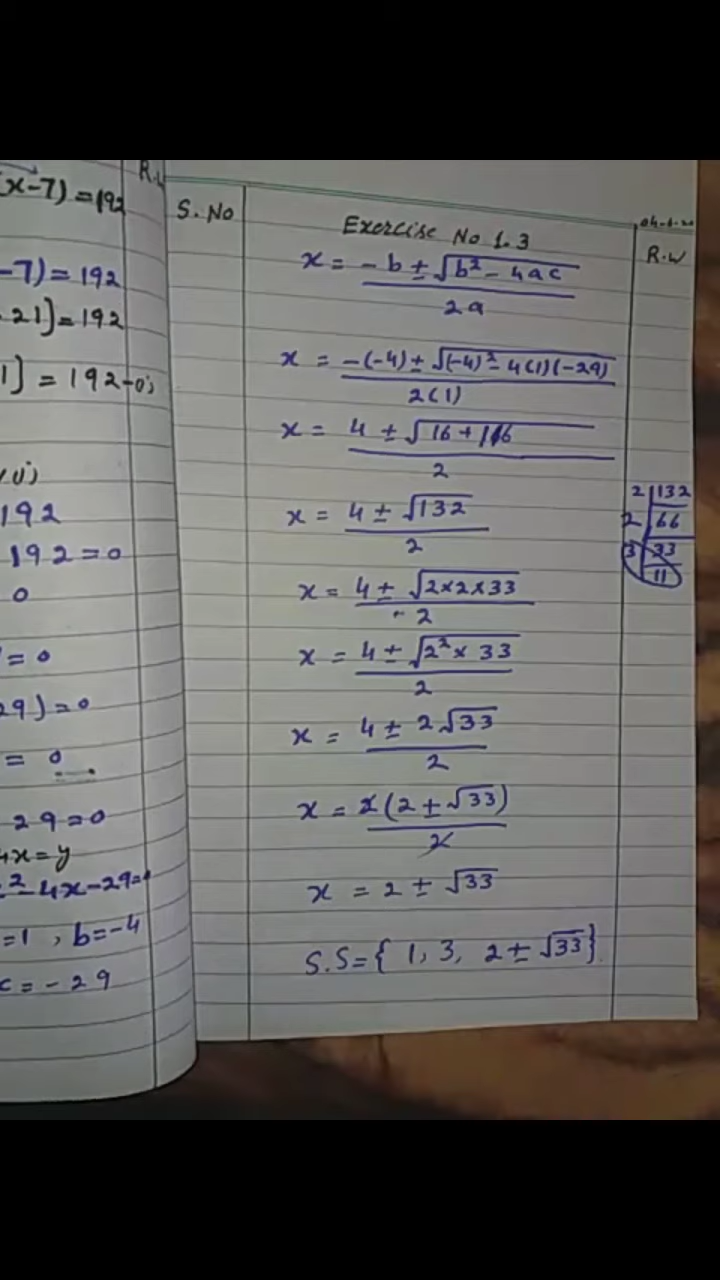 x-7) = 192
-7) = 192
21] = 192
1] = 192 -0;
192
192 = 0
0
= 0
29) = 0
= 0
29 = 0
4x = y
2 - 4x - 29 = 0
=1 , b = -4
c = -29
S. No
Exercise No 1.3
R.W
x = -b ± √b² - 4ac
2a
x = -(-4) ± √(-4)² - 4(1)(-29)
2(1)
x = 4 ± √16 + 116
2
x = 4 ± √132
2
x = 4 ± √2×2×33
2
x = 4 ± √2² × 33
2
x = 4 ± 2√33
2
x = 2(2 ± √33)
2
x = 2 ± √33
S.S = { 1, 3, 2 ± √33 }
2 | 132
2 | 66
3 | 33
11